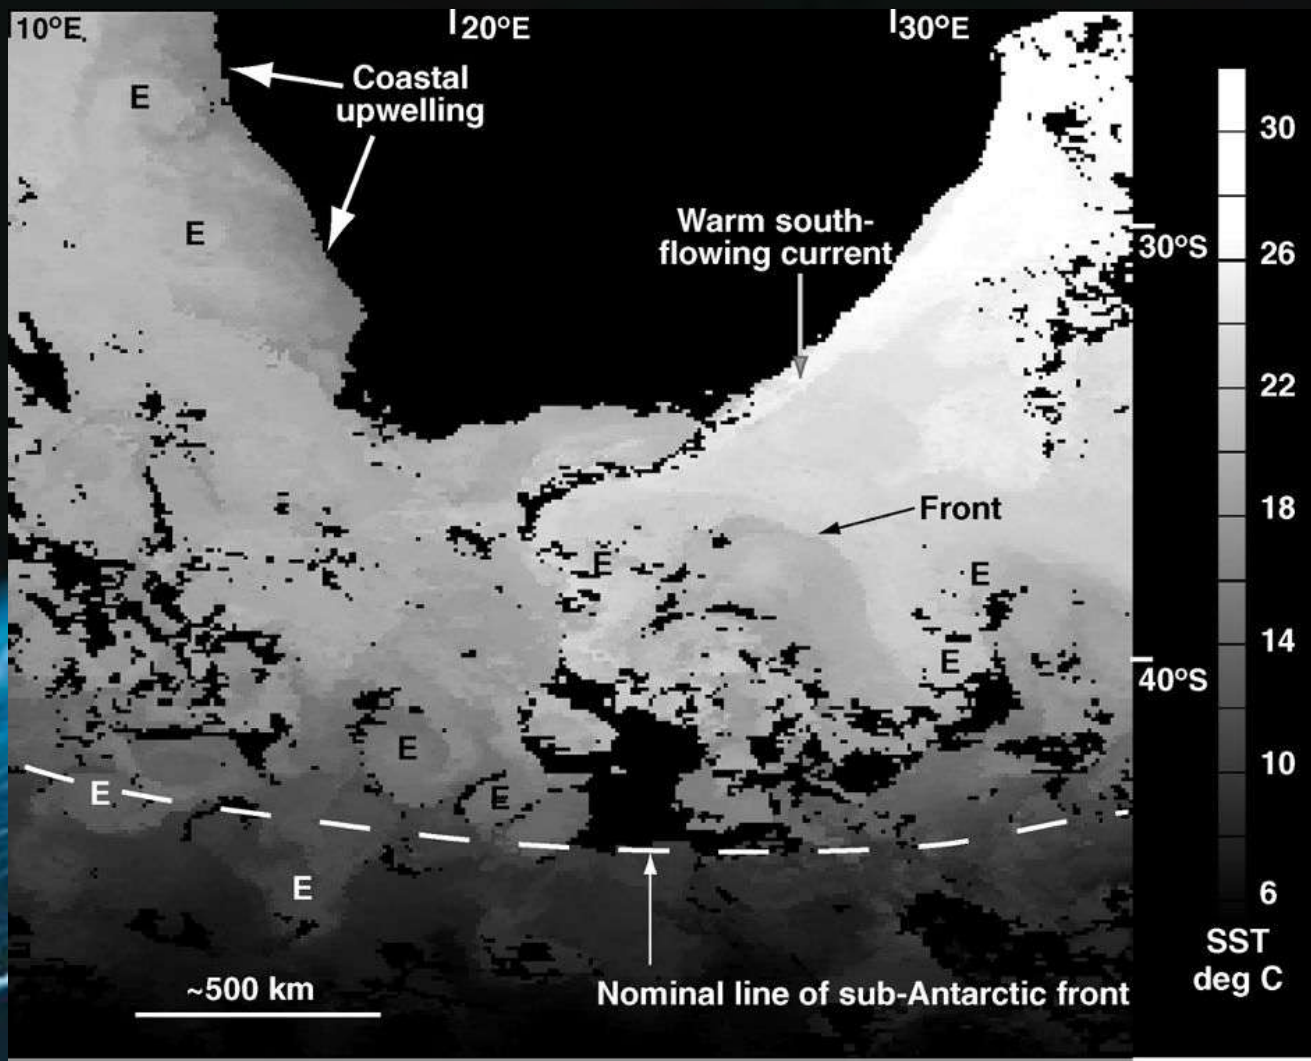 10°E
20°E
30°E
Coastal
upwelling
E
E
Warm south-
flowing current
30°S
30
26
22
18
14
10
6
Front
E
E
E
40°S
E
E
E
E
SST
deg C
~500 km
Nominal line of sub-Antarctic front